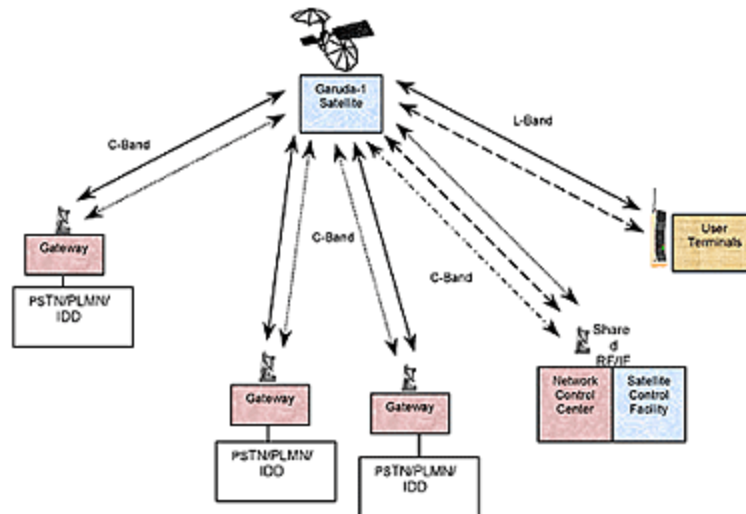 Garuda-1
Satellite
C-Band
L-Band
User
Terminals
Gateway
PSTN/PLMN/
IDD
C-Band
C-Band
Share
d
RF/IF
Gateway
PSTN/PLMN/
IDD
Gateway
PSTN/PLMN/
IDD
Network
Control
Center
Satellite
Control
Facility